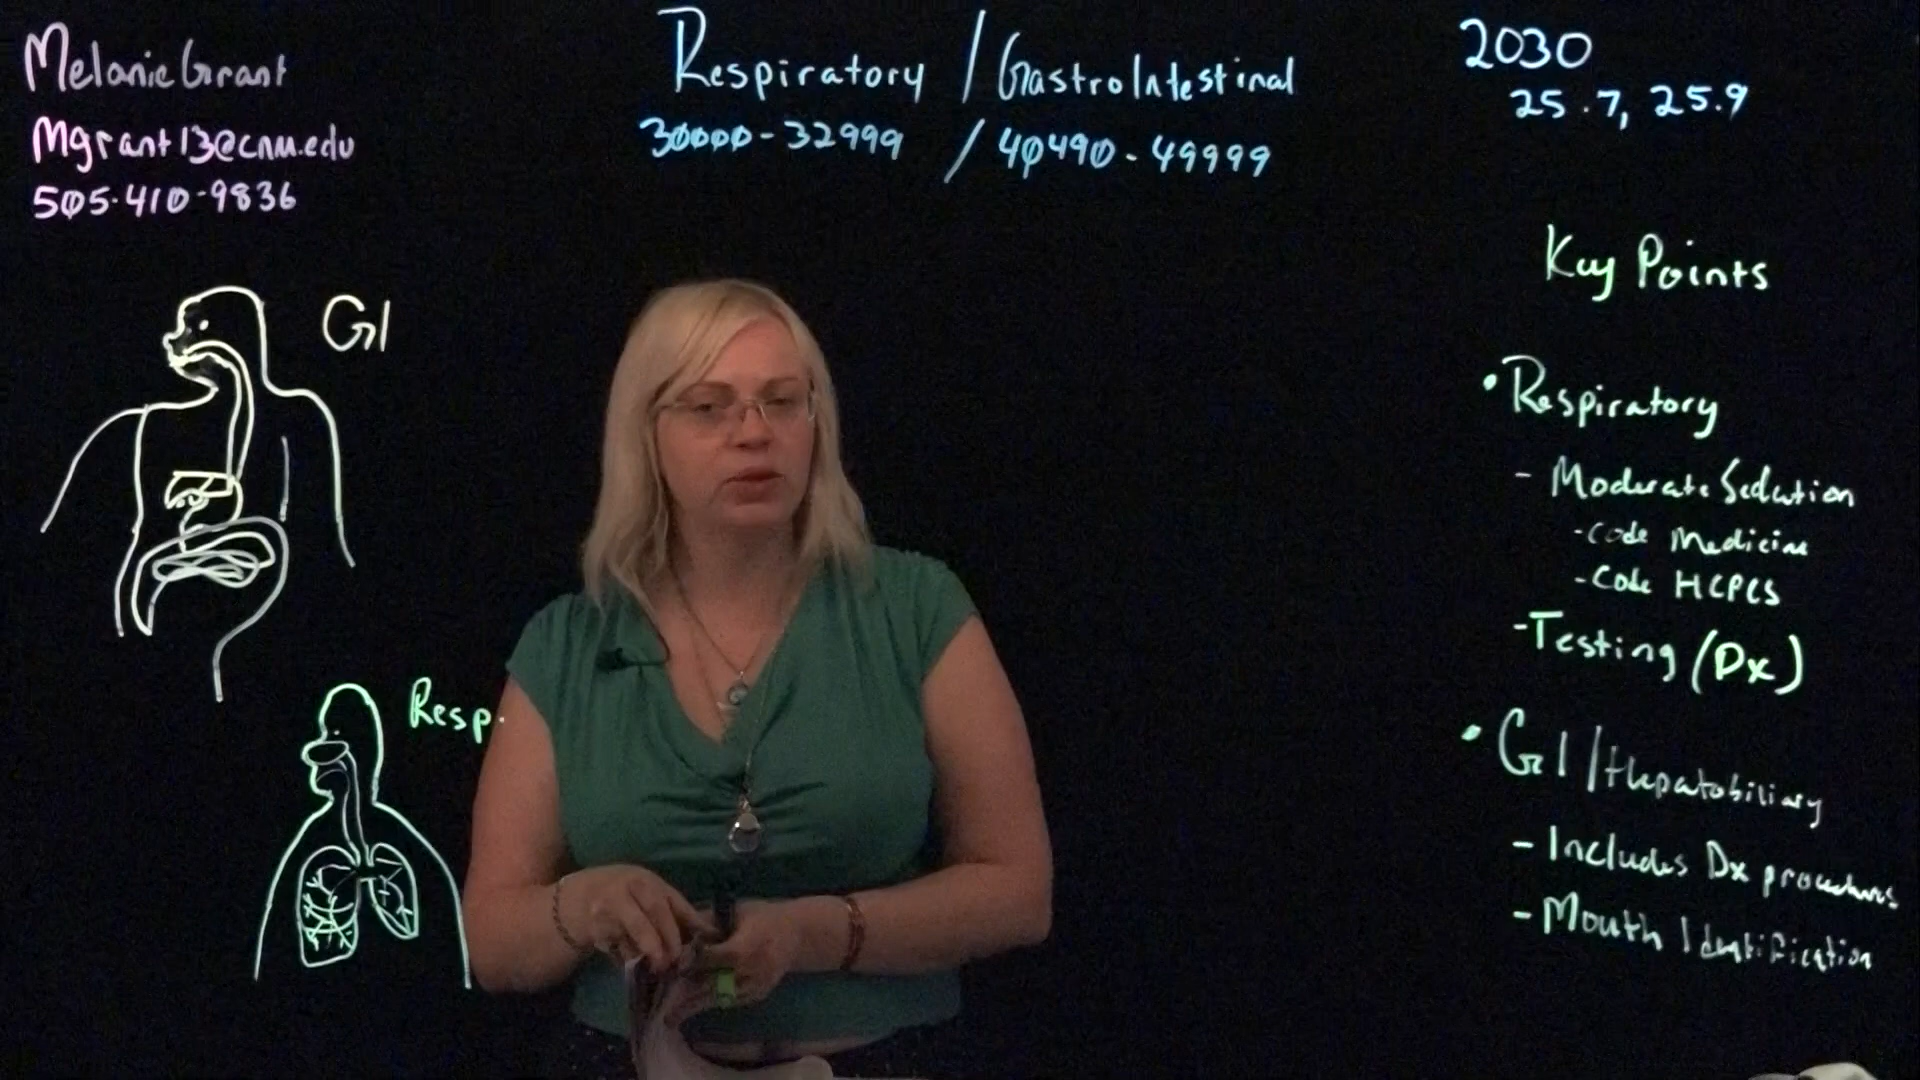 Melanie Grant
Mgrant13@cnm.edu
505-410-9836
Respiratory / GastroIntestinal
30000-32999 / 40490-49999
2030
25.7, 25.9
Key Points
• Respiratory
- Moderate Sedation
- Code Medicine
- Code HCPCS
- Testing (Dx)
• GI / Hepatobiliary
- Includes Dx procedures
- Mouth Identification
GI
Resp.